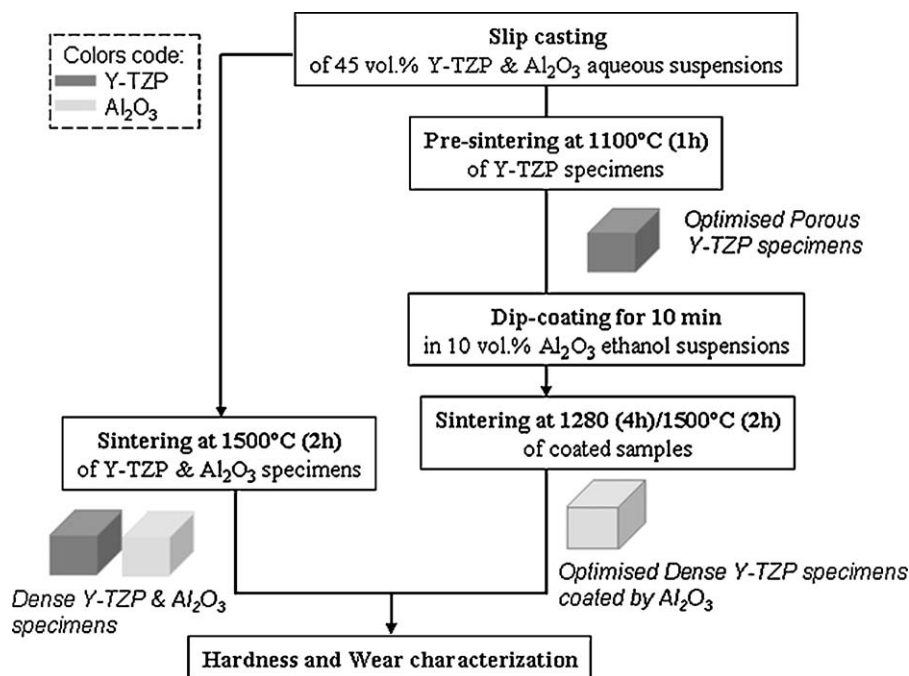 Colors code:
Y-TZP
Al₂O₃
Slip casting
of 45 vol.% Y-TZP & Al₂O₃ aqueous suspensions
Pre-sintering at 1100°C (1h)
of Y-TZP specimens
Optimised Porous
Y-TZP specimens
Dip-coating for 10 min
in 10 vol.% Al₂O₃ ethanol suspensions
Sintering at 1500°C (2h)
of Y-TZP & Al₂O₃ specimens
Sintering at 1280 (4h)/1500°C (2h)
of coated samples
Dense Y-TZP & Al₂O₃
specimens
Optimised Dense Y-TZP specimens
coated by Al₂O₃
Hardness and Wear characterization